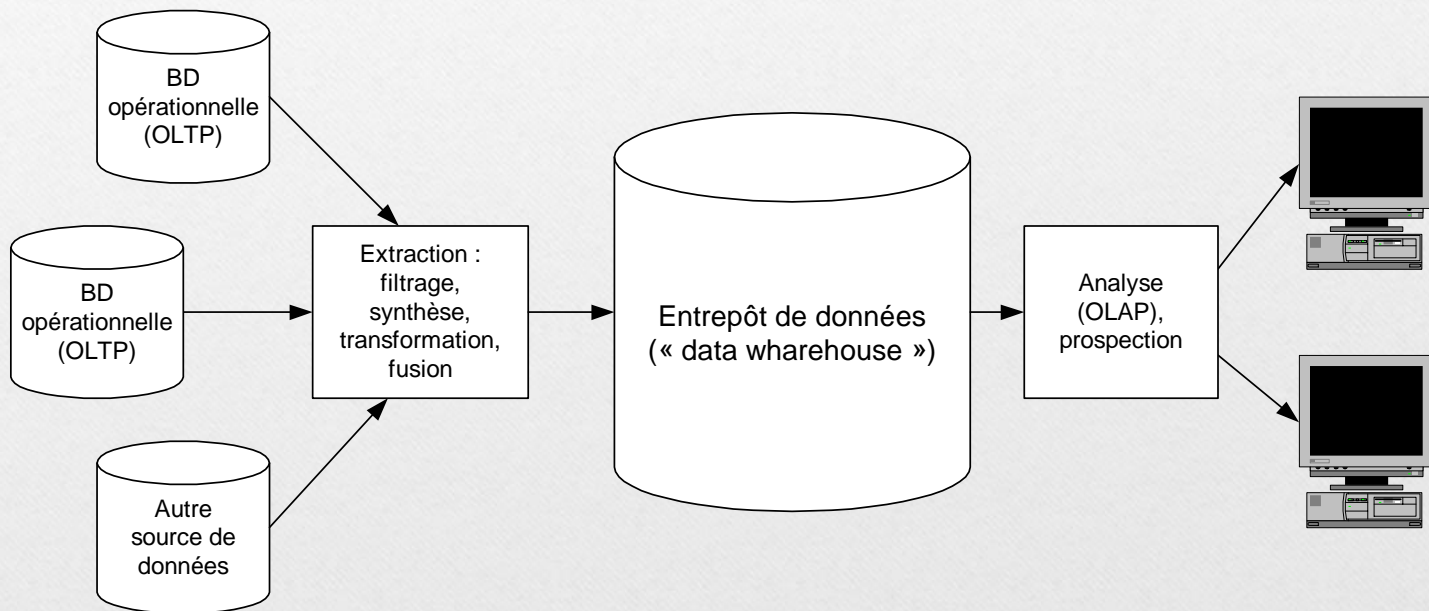 BD
opérationnelle
(OLTP)
BD
opérationnelle
(OLTP)
Autre
source de
données
Extraction :
filtrage,
synthèse,
transformation,
fusion
Entrepôt de données
(« data wharehouse »)
Analyse
(OLAP),
prospection